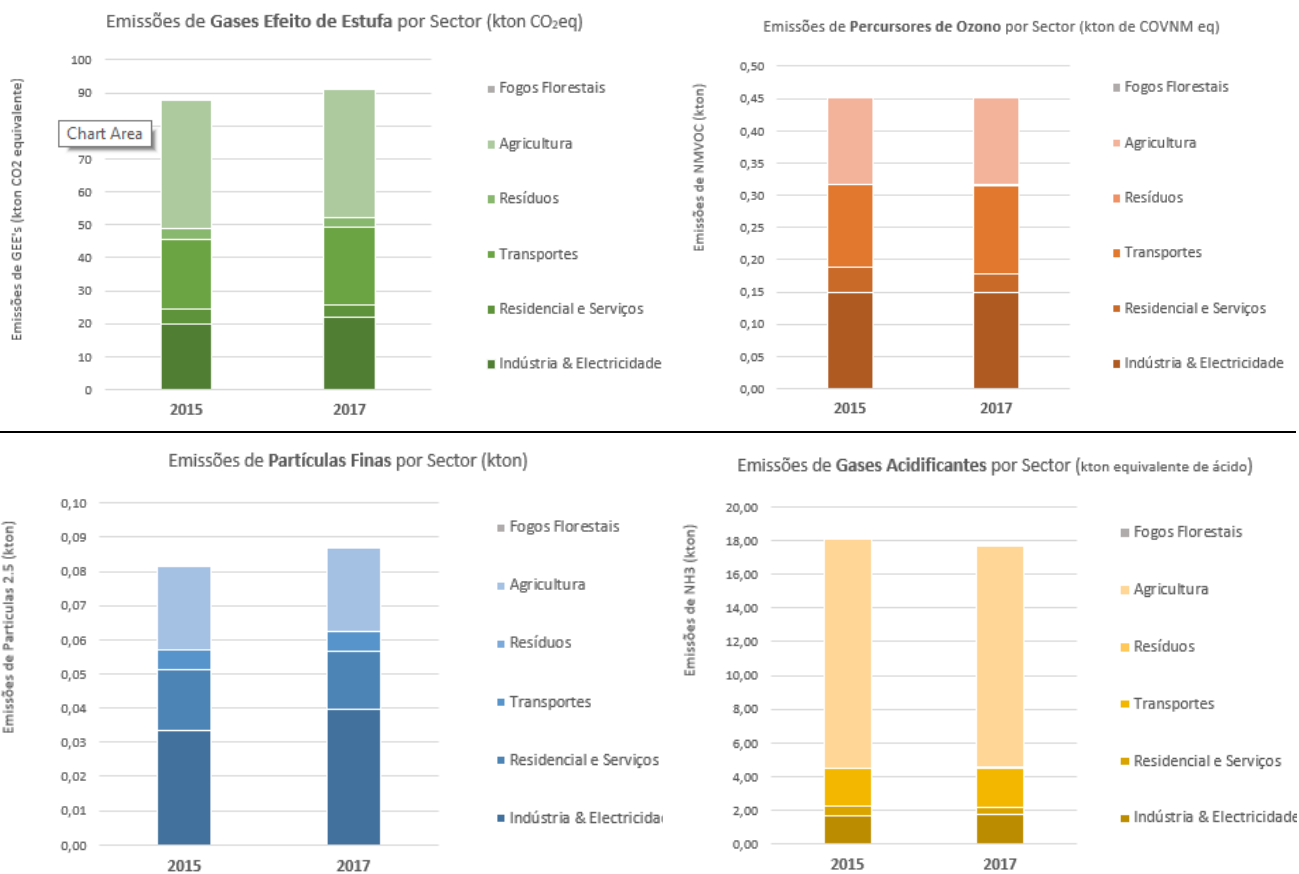 Emissões de Gases Efeito de Estufa por Sector (kton CO₂eq)
Emissões de GEE's (kton CO2 equivalente)
100
90
Chart Area
70
60
50
40
30
20
10
0
2015
2017
Fogos Florestais
Agricultura
Resíduos
Transportes
Residencial e Serviços
Indústria & Electricidade
Emissões de Percursores de Ozono por Sector (kton de COVNM eq)
Emissões de NMVOC (kton)
0,50
0,45
0,40
0,35
0,30
0,25
0,20
0,15
0,10
0,05
0,00
2015
2017
Fogos Florestais
Agricultura
Resíduos
Transportes
Residencial e Serviços
Indústria & Electricidade
Emissões de Partículas Finas por Sector (kton)
Emissões de Particulas 2.5 (kton)
0,10
0,09
0,08
0,07
0,06
0,05
0,04
0,03
0,02
0,01
0,00
2015
2017
Fogos Florestais
Agricultura
Resíduos
Transportes
Residencial e Serviços
Indústria & Electricida
Emissões de Gases Acidificantes por Sector (kton equivalente de ácido)
Emissões de NH3 (kton)
20,00
18,00
16,00
14,00
12,00
10,00
8,00
6,00
4,00
2,00
0,00
2015
2017
Fogos Florestais
Agricultura
Resíduos
Transportes
Residencial e Serviços
Indústria & Electricidade